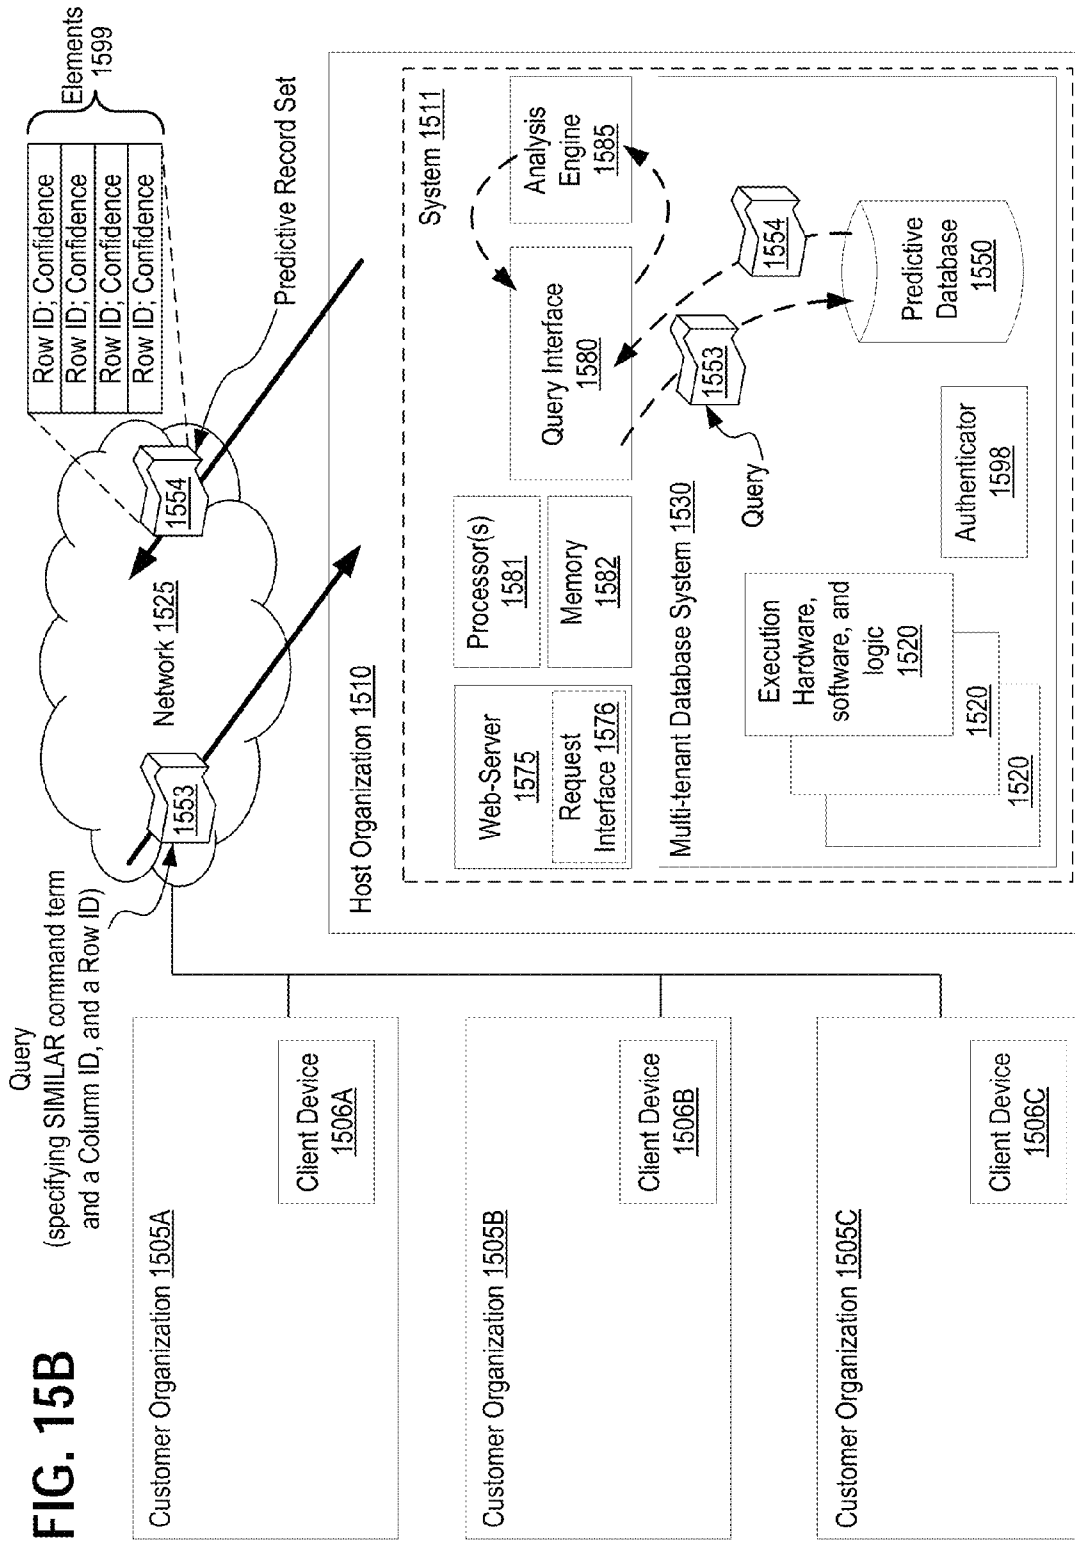 FIG. 15B
Query
(specifying SIMILAR command term
and a Column ID, and a Row ID)
Elements
1599
Row ID; Confidence
Row ID; Confidence
Row ID; Confidence
Row ID; Confidence
1553
Network 1525
1554
Predictive Record Set
Customer Organization 1505A
Client Device
1506A
Customer Organization 1505B
Client Device
1506B
Customer Organization 1505C
Client Device
1506C
Host Organization 1510
System 1511
Web-Server
1575
Request
Interface 1576
Processor(s)
1581
Memory
1582
Query Interface
1580
Analysis
Engine
1585
Multi-tenant Database System 1530
Query
1553
1554
Execution
Hardware,
software, and
logic
1520
1520
1520
Authenticator
1598
Predictive
Database
1550